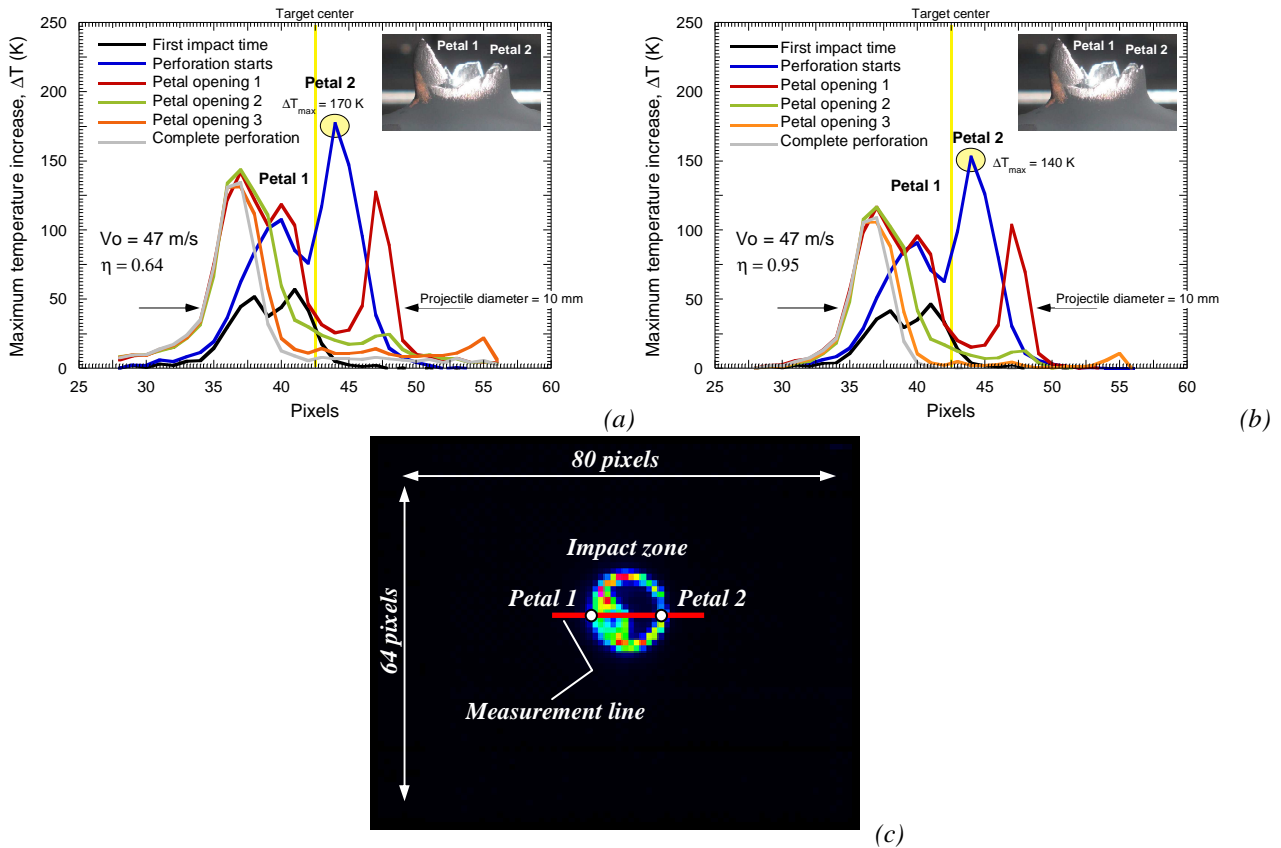 Target center
Maximum temperature increase, ΔT (K)
250
200
150
100
50
0
First impact time
Perforation starts
Petal opening 1
Petal opening 2
Petal opening 3
Complete perforation
Petal 2
ΔTmax = 170 K
Petal 1
Petal 1
Petal 2
Vo = 47 m/s
η = 0.64
Projectile diameter = 10 mm
25 30 35 40 45 50 55 60
Pixels
(a)
Target center
Maximum temperature increase, ΔT (K)
250
200
150
100
50
0
First impact time
Perforation starts
Petal opening 1
Petal opening 2
Petal opening 3
Complete perforation
Petal 1
Petal 2
Petal 2
ΔTmax = 140 K
Petal 1
Vo = 47 m/s
η = 0.95
Projectile diameter = 10 mm
25 30 35 40 45 50 55 60
Pixels
(b)
80 pixels
64 pixels
Impact zone
Petal 1
Petal 2
Measurement line
(c)